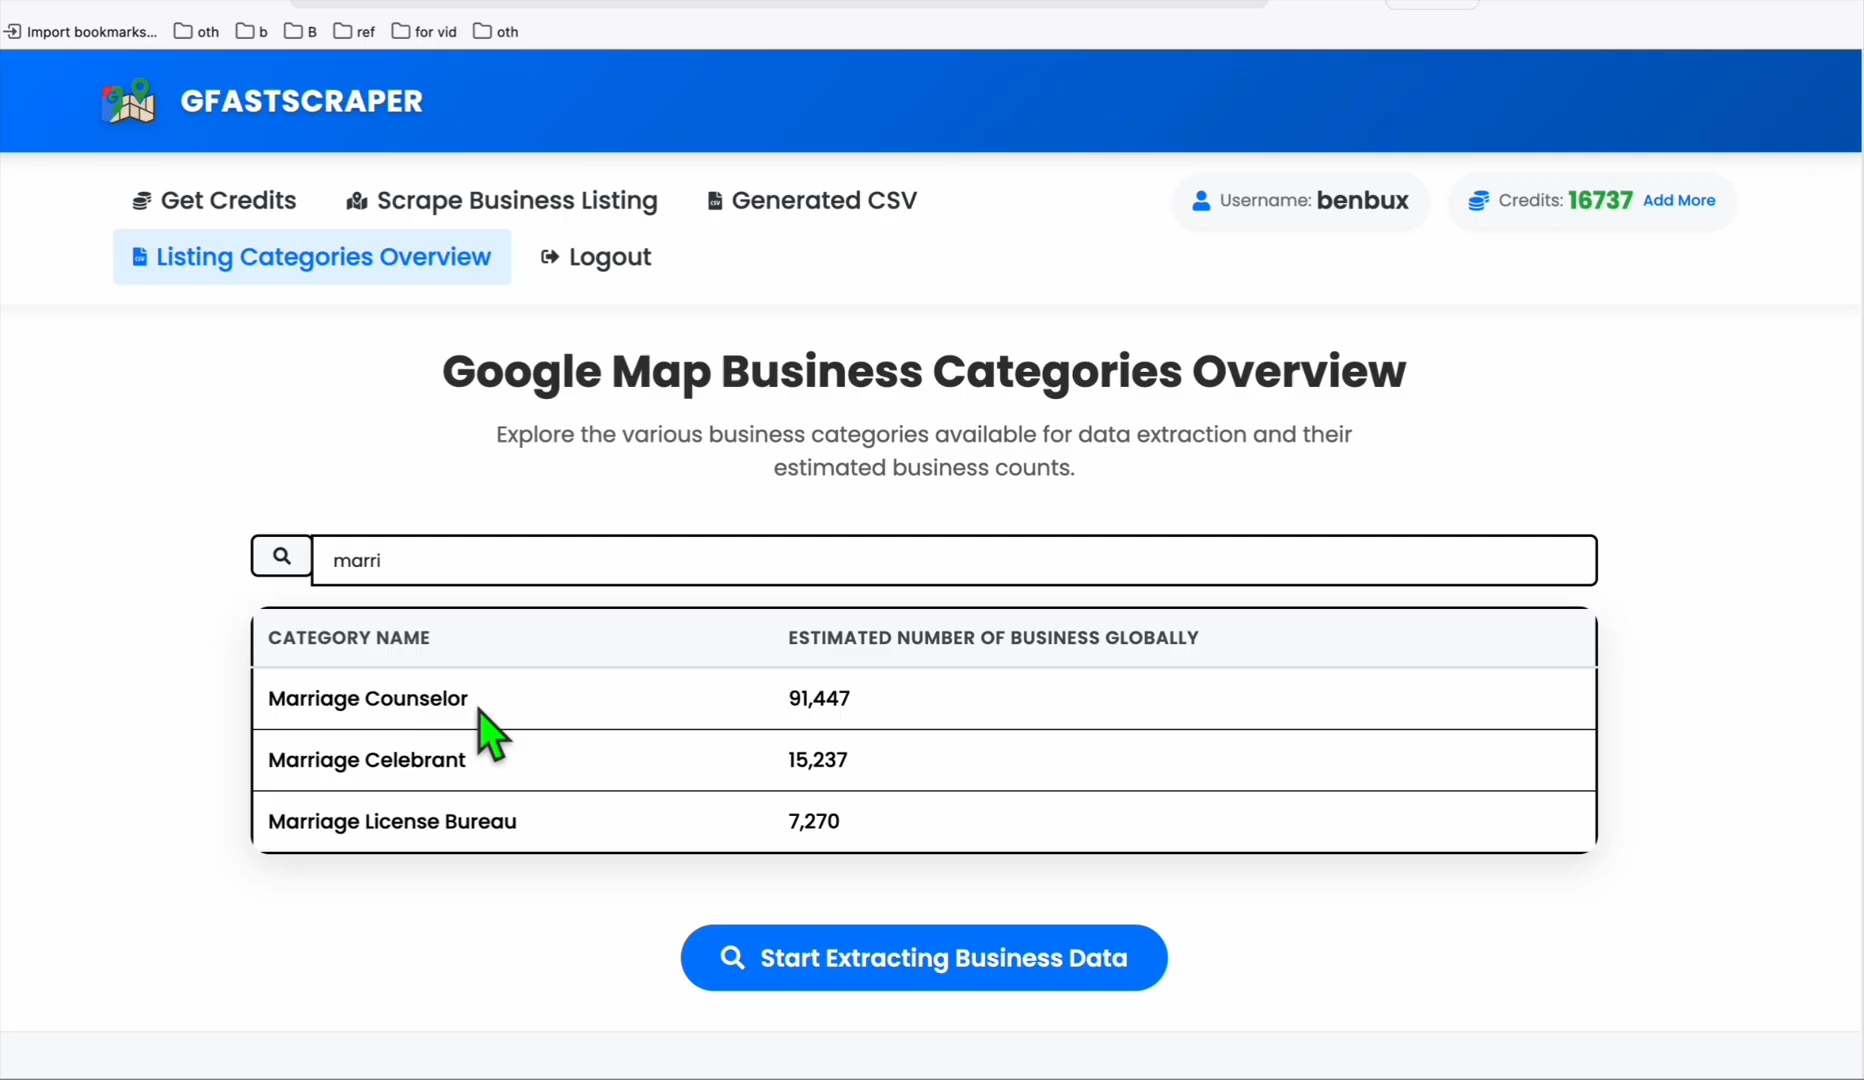 Import bookmarks... oth b B ref for vid oth
GFASTSCRAPER
Get Credits Scrape Business Listing Generated CSV Username: benbux Credits: 16737 Add More
Listing Categories Overview Logout
Google Map Business Categories Overview
Explore the various business categories available for data extraction and their
estimated business counts.
marri
CATEGORY NAME ESTIMATED NUMBER OF BUSINESS GLOBALLY
Marriage Counselor 91,447
Marriage Celebrant 15,237
Marriage License Bureau 7,270
Start Extracting Business Data